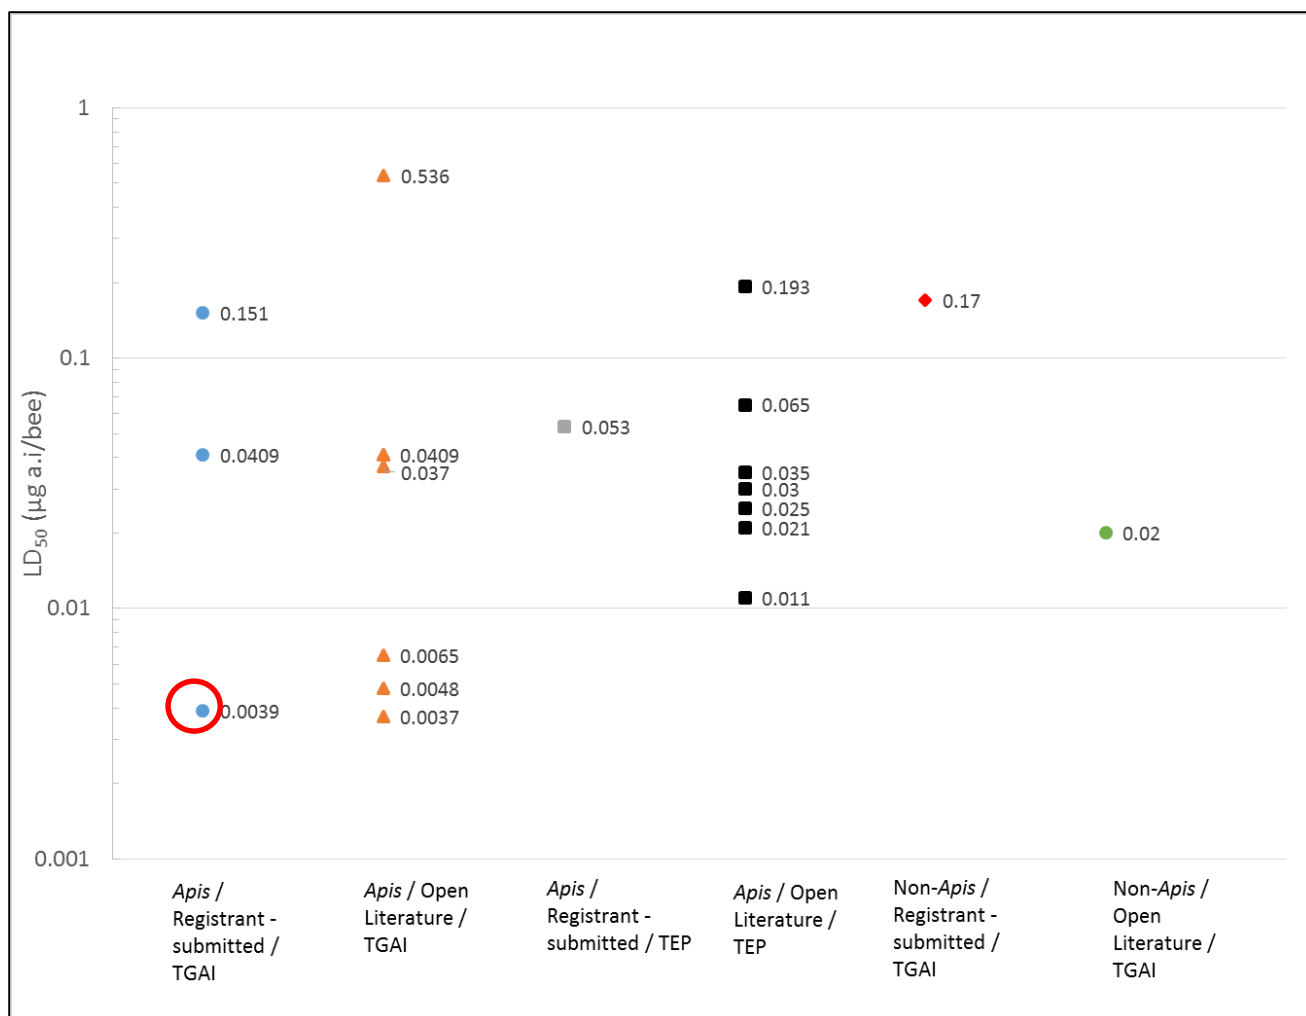 1
0.536
0.193
0.17
0.151
0.1
0.065
0.053
0.0409
0.0409
0.037
0.035
0.03
0.025
0.021
0.02
0.011
0.01
0.0065
0.0048
0.0039
0.0037
0.001
LD50 (µg a.i/bee)
Apis /
Registrant -
submitted /
TGAI
Apis / Open
Literature /
TGAI
Apis /
Registrant -
submitted / TEP
Apis / Open
Literature /
TEP
Non-Apis /
Registrant -
submitted /
TGAI
Non-Apis /
Open
Literature /
TGAI